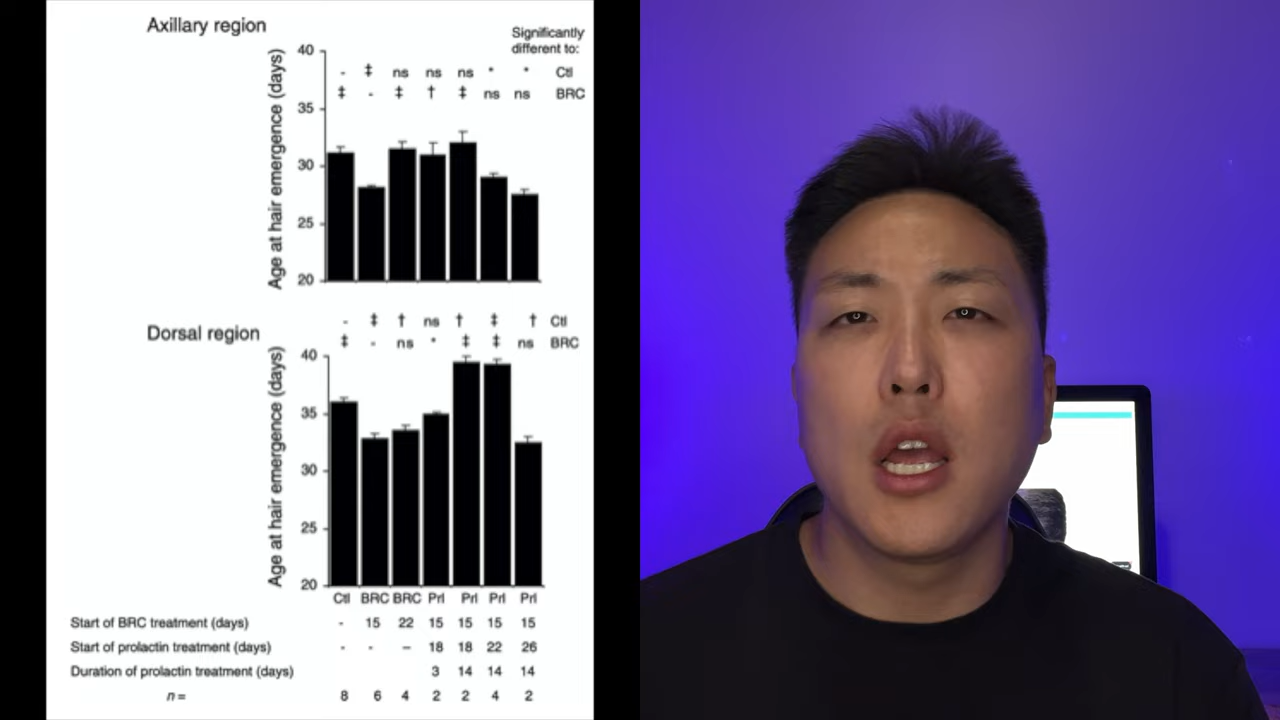 Axillary region
Significantly
different to:
- ‡ ns ns ns * * Ctl
‡ - ‡ † ‡ ns ns BRC
Age at hair emergence (days)
40
35
30
25
20
Dorsal region
- ‡ † ns † ‡ † Ctl
‡ - ns * ‡ ‡ ns BRC
Age at hair emergence (days)
40
35
30
25
20
Ctl BRC BRC Prl Prl Prl Prl
Start of BRC treatment (days) - 15 22 15 15 15 15
Start of prolactin treatment (days) - - – 18 18 22 26
Duration of prolactin treatment (days) 3 14 14 14
n = 8 6 4 2 2 4 2